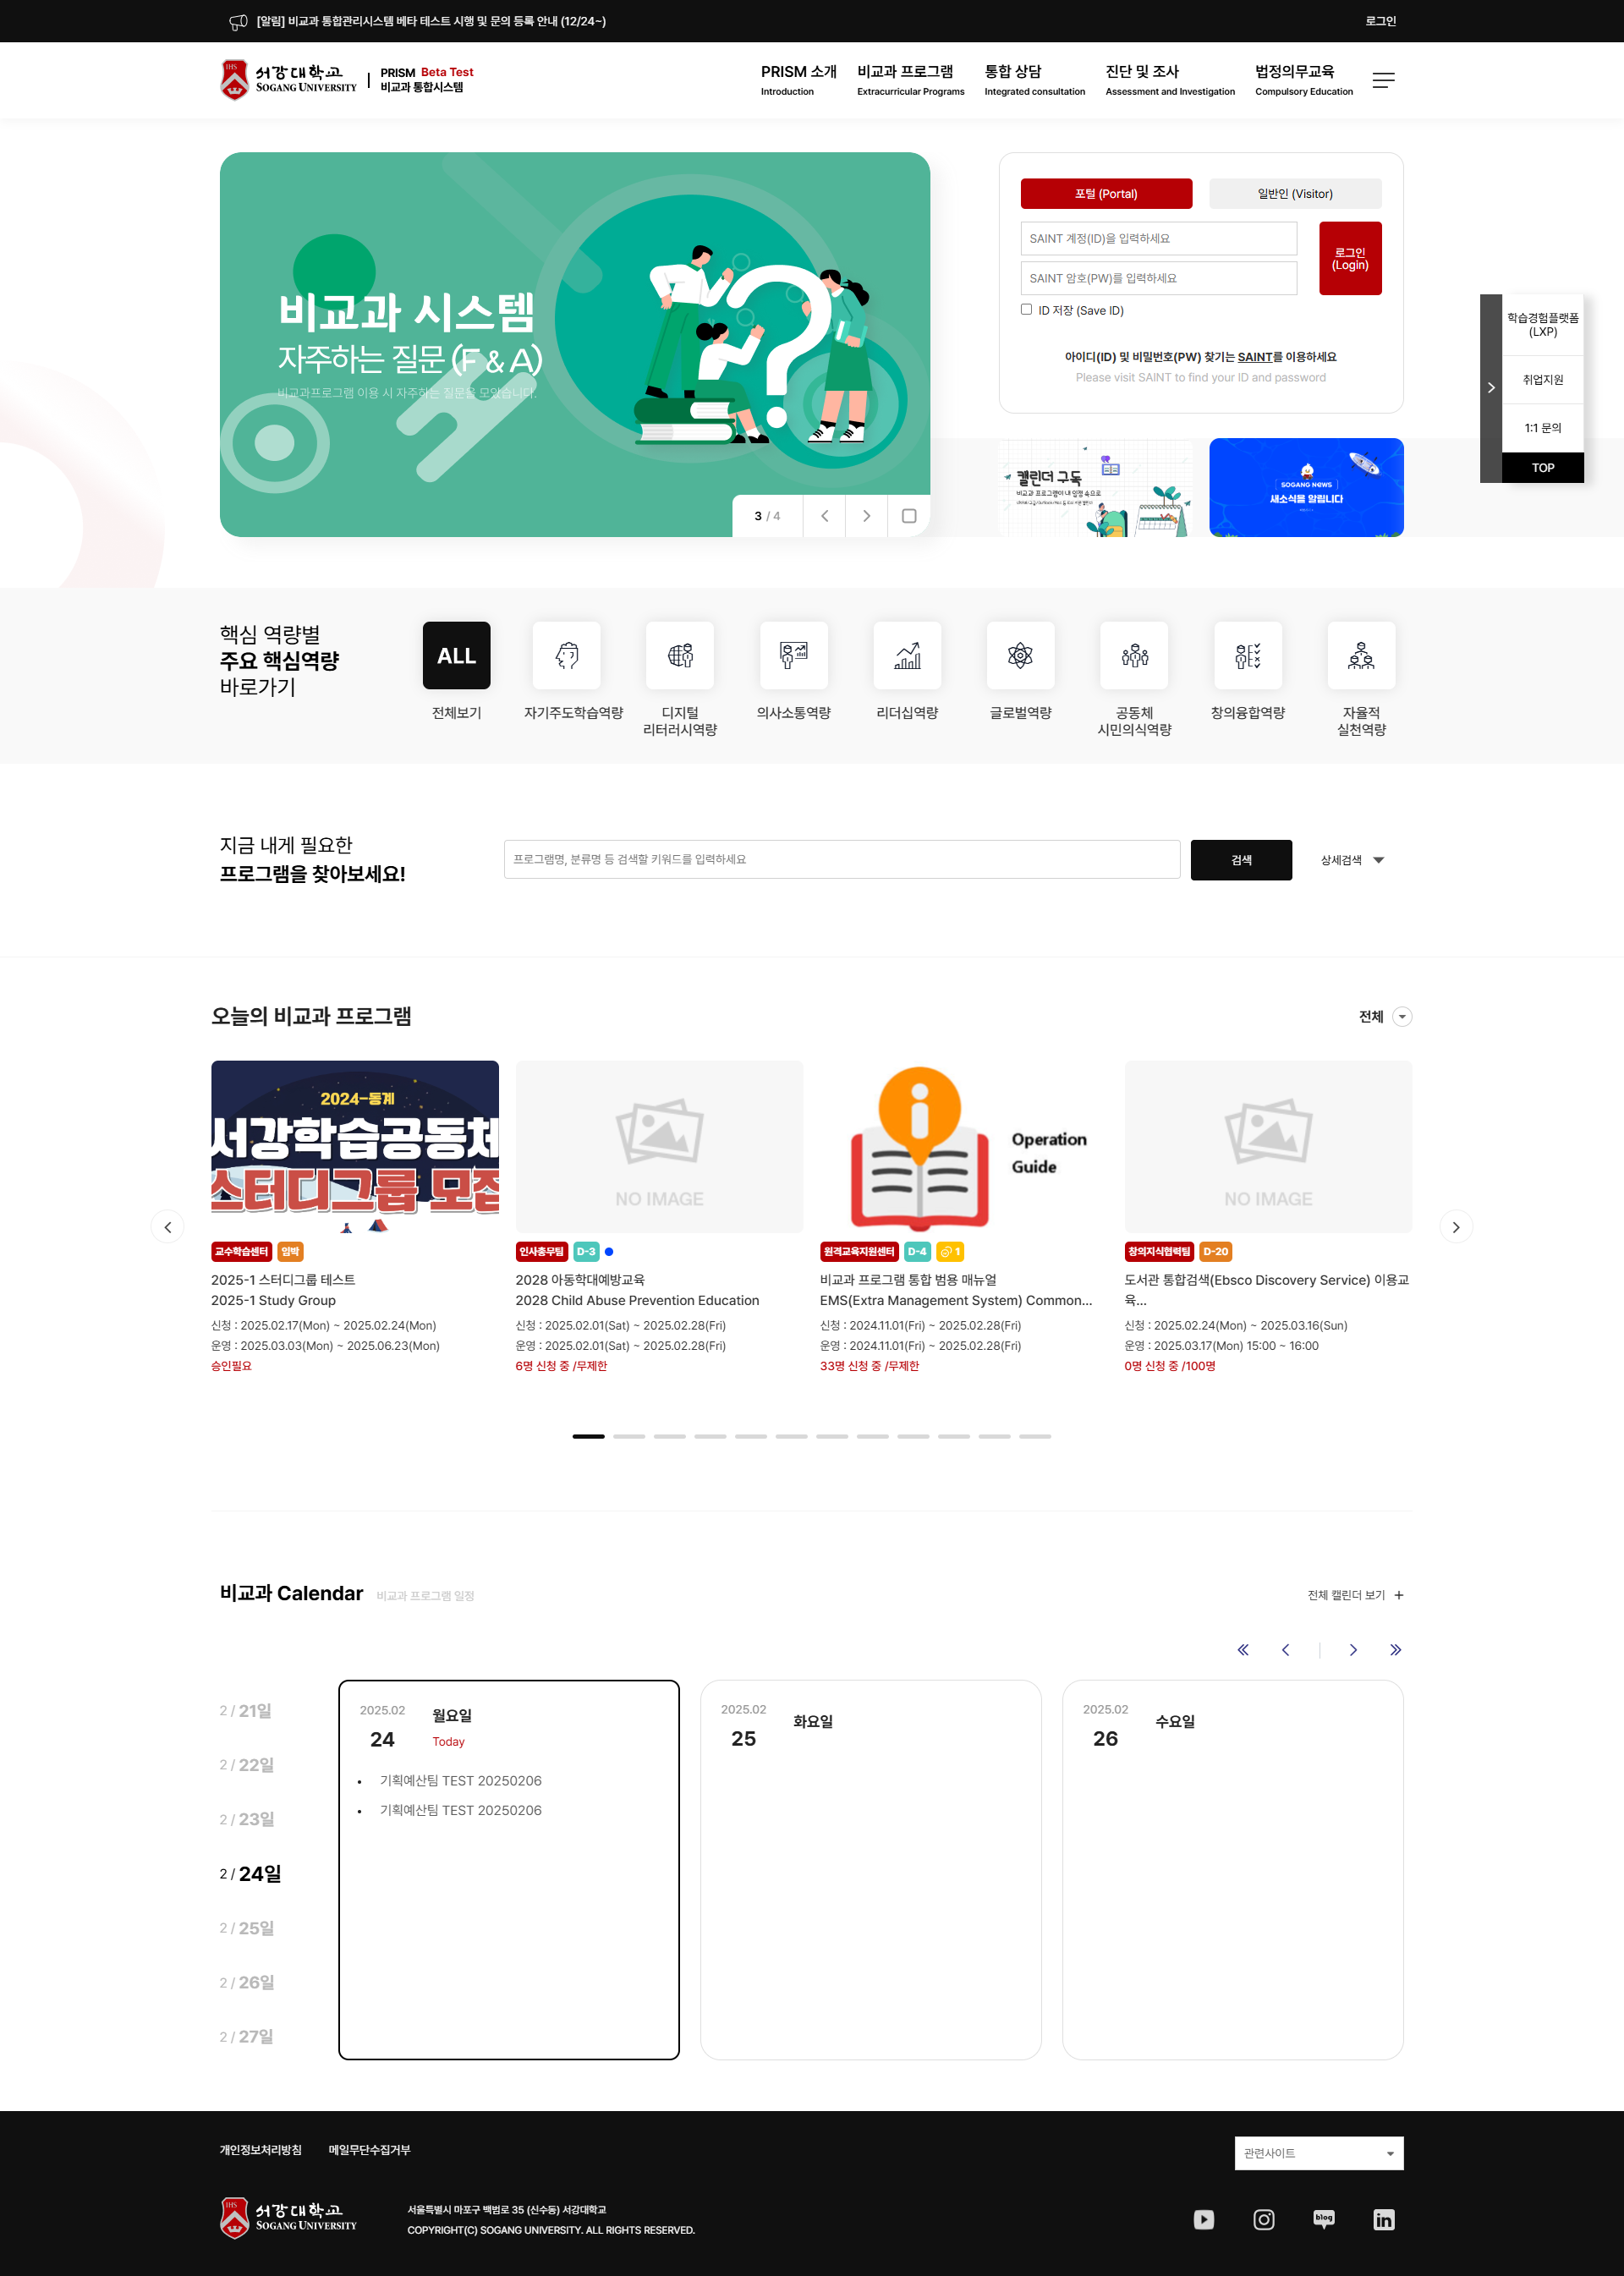 [알림] 비교과 통합관리시스템 베타 테스트 시행 및 문의 등록 안내 (12/24~)
로그인
IHS
서강대학교
SOGANG UNIVERSITY
PRISM Beta Test
비교과 통합시스템
PRISM 소개
Introduction
비교과 프로그램
Extracurricular Programs
통합 상담
Integrated consultation
진단 및 조사
Assessment and Investigation
법정의무교육
Compulsory Education
비교과 시스템
자주하는 질문 (F & A)
비교과프로그램 이용 시 자주하는 질문을 모았습니다.
3 / 4
포털 (Portal)
일반인 (Visitor)
SAINT 계정(ID)을 입력하세요
SAINT 암호(PW)를 입력하세요
로그인
(Login)
ID 저장 (Save ID)
아이디(ID) 및 비밀번호(PW) 찾기는 SAINT를 이용하세요
Please visit SAINT to find your ID and password
캘린더 구독
비교과 프로그램이 내 일정 속으로
SOGANG NEWS
새소식을 알립니다
학습경험플랫폼
(LXP)
취업지원
1:1 문의
TOP
핵심 역량별
주요 핵심역량
바로가기
ALL
전체보기
자기주도학습역량
디지털
리터러시역량
의사소통역량
리더십역량
글로벌역량
공동체
시민의식역량
창의융합역량
자율적
실천역량
지금 내게 필요한
프로그램을 찾아보세요!
프로그램명, 분류명 등 검색할 키워드를 입력하세요
검색
상세검색
오늘의 비교과 프로그램
전체
2024-동계
서강학습공동체
스터디그룹 모집
교수학습센터 임박
2025-1 스터디그룹 테스트
2025-1 Study Group
신청 : 2025.02.17(Mon) ~ 2025.02.24(Mon)
운영 : 2025.03.03(Mon) ~ 2025.06.23(Mon)
승인필요
NO IMAGE
인사총무팀 D-3
2028 아동학대예방교육
2028 Child Abuse Prevention Education
신청 : 2025.02.01(Sat) ~ 2025.02.28(Fri)
운영 : 2025.02.01(Sat) ~ 2025.02.28(Fri)
6명 신청 중 /무제한
Operation
Guide
원격교육지원센터 D-4 1
비교과 프로그램 통합 범용 매뉴얼
EMS(Extra Management System) Common...
신청 : 2024.11.01(Fri) ~ 2025.02.28(Fri)
운영 : 2024.11.01(Fri) ~ 2025.02.28(Fri)
33명 신청 중 /무제한
NO IMAGE
창의지식협력팀 D-20
도서관 통합검색(Ebsco Discovery Service) 이용교
육...
신청 : 2025.02.24(Mon) ~ 2025.03.16(Sun)
운영 : 2025.03.17(Mon) 15:00 ~ 16:00
0명 신청 중 /100명
비교과 Calendar
비교과 프로그램 일정
전체 캘린더 보기 +
2 / 21일
2 / 22일
2 / 23일
2 / 24일
2 / 25일
2 / 26일
2 / 27일
2025.02
24
월요일
Today
• 기획예산팀 TEST 20250206
• 기획예산팀 TEST 20250206
2025.02
25
화요일
2025.02
26
수요일
개인정보처리방침
메일무단수집거부
관련사이트
IHS
서강대학교
SOGANG UNIVERSITY
서울특별시 마포구 백범로 35 (신수동) 서강대학교
COPYRIGHT(C) SOGANG UNIVERSITY. ALL RIGHTS RESERVED.
blog
in